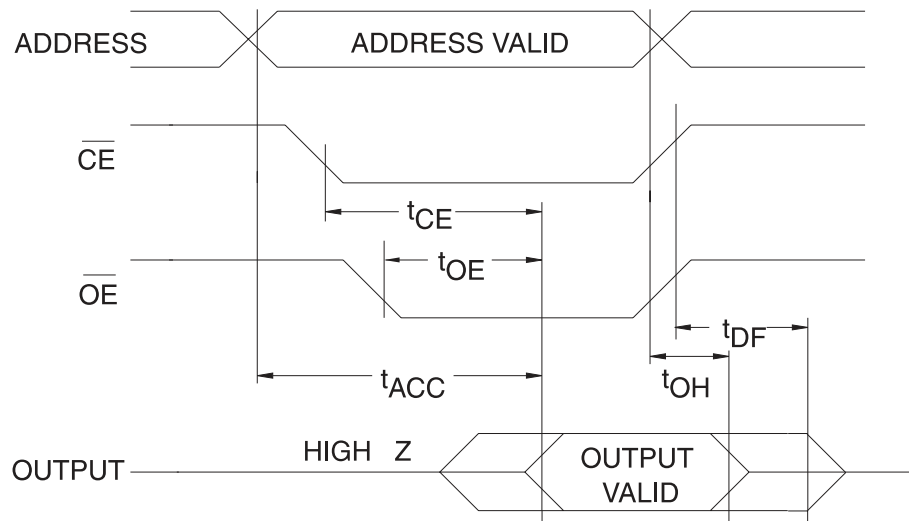 ADDRESS
ADDRESS VALID
CE
tCE
OE
tOE
tDF
tACC
tOH
OUTPUT
HIGH Z
OUTPUT
VALID